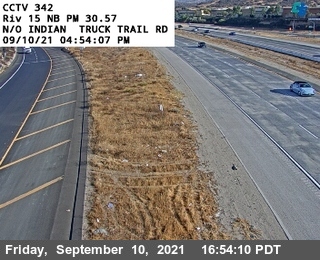 CCTV 342
Riv 15 NB PM 30.57
N/O INDIAN TRUCK TRAIL RD
09/10/21 04:54:07 PM
Friday, September 10, 2021 16:54:10 PDT